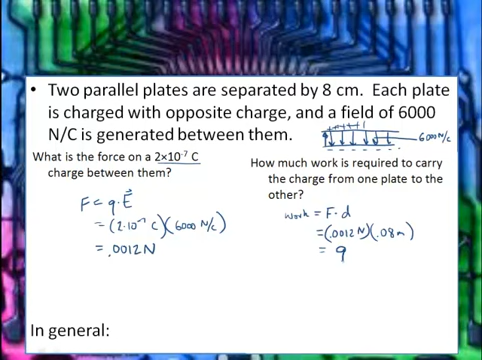 • Two parallel plates are separated by 8 cm. Each plate
is charged with opposite charge, and a field of 6000
N/C is generated between them.
6000 N/C
What is the force on a 2×10⁻⁷ C
charge between them?
F = q·E⃗
= (2·10⁻⁷ C)(6000 N/C)
= .0012 N
How much work is required to carry
the charge from one plate to the
other?
work = F·d
= (.0012 N)(.08m)
= 9
In general: